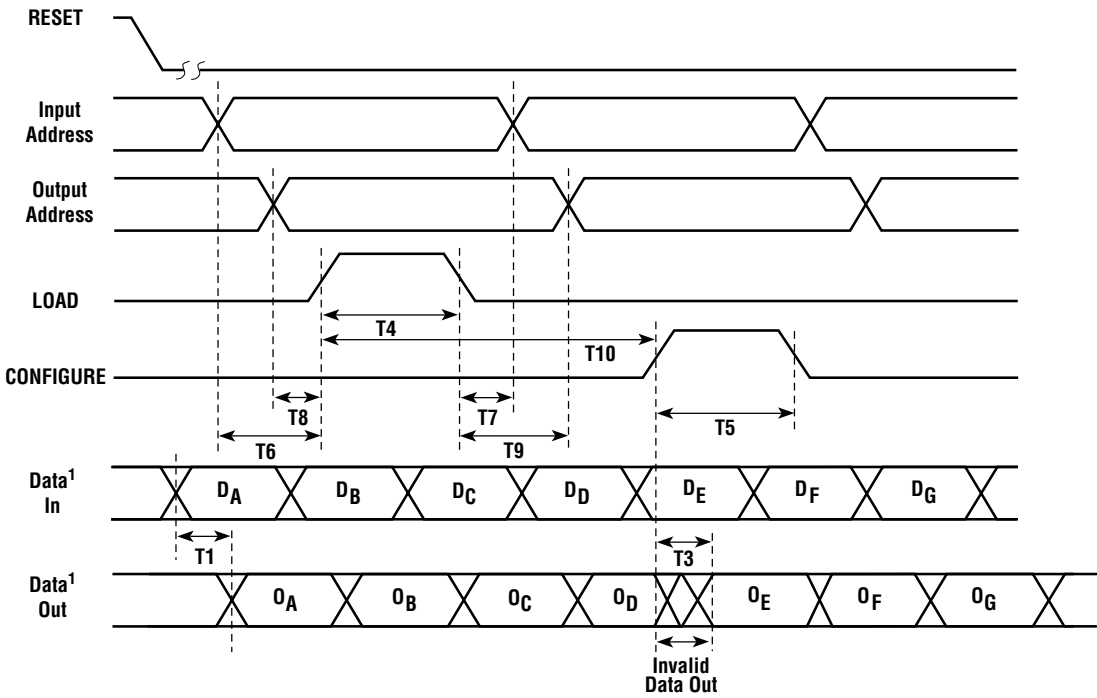 RESET
Input
Address
Output
Address
LOAD
T4
T10
CONFIGURE
T8
T7
T5
T6
T9
Data1
In
DA
DB
DC
DD
DE
DF
DG
T1
T3
Data1
Out
OA
OB
OC
OD
OE
OF
OG
Invalid
Data Out